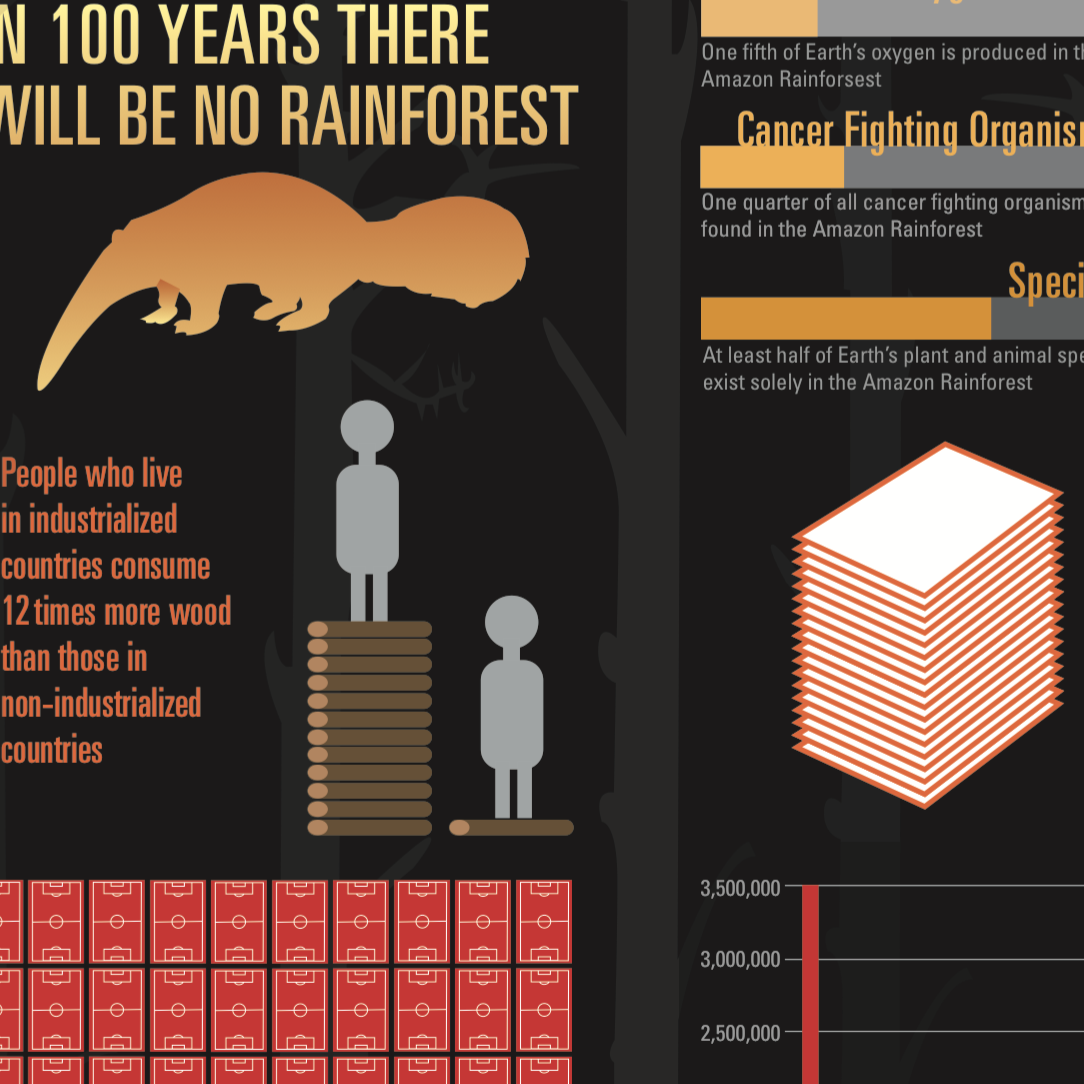 N 100 YEARS THERE
WILL BE NO RAINFOREST
People who live
in industrialized
countries consume
12 times more wood
than those in
non-industrialized
countries
One fifth of Earth's oxygen is produced in th
Amazon Rainforsest
Cancer Fighting Organis
One quarter of all cancer fighting organism
found in the Amazon Rainforest
Speci
At least half of Earth's plant and animal spe
exist solely in the Amazon Rainforest
3,500,000
3,000,000
2,500,000